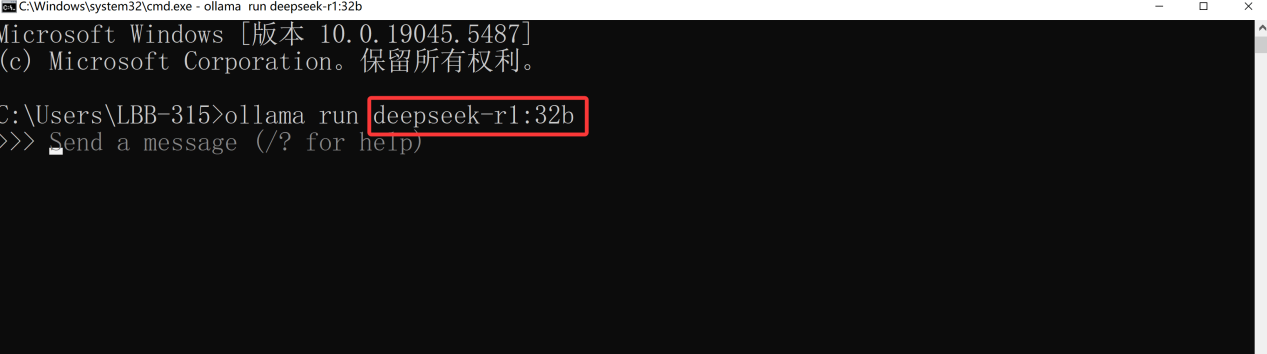 C:\Windows\system32\cmd.exe - ollama  run deepseek-r1:32b
Microsoft Windows [版本 10.0.19045.5487]
(c) Microsoft Corporation。保留所有权利。
C:\Users\LBB-315>ollama run deepseek-r1:32b
>>> Send a message (/? for help)